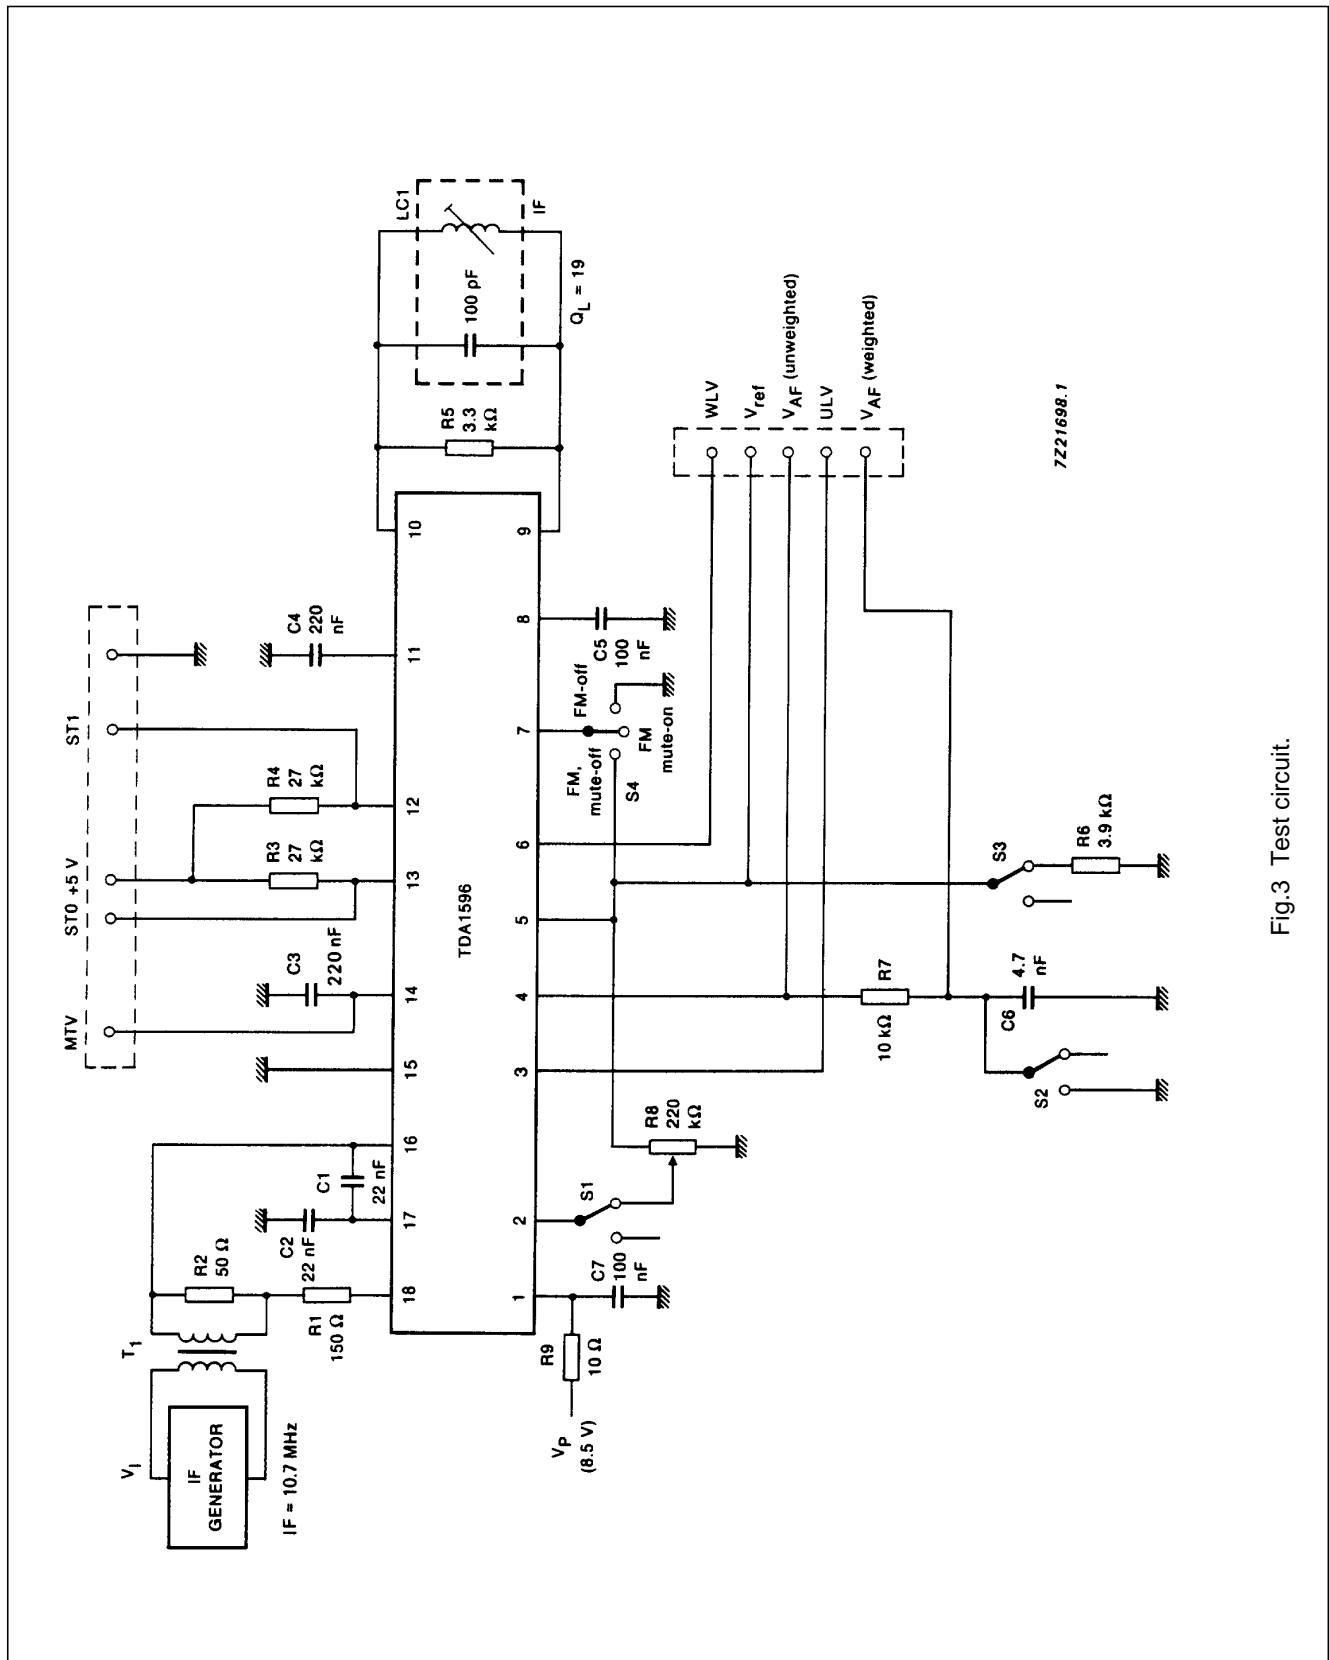 V_I
IF
GENERATOR
IF = 10.7 MHz
T_1
R2
50 Ω
R1
150 Ω
C2
22 nF
C1
22 nF
MTV
ST0 +5 V
ST1
C3
220 nF
R3
27
kΩ
R4
27
kΩ
C4
220
nF
18
17
16
15
14
13
12
11
10
TDA1596
1
2
3
4
5
6
7
8
9
R5
3.3
kΩ
LC1
100 pF
IF
Q_L = 19
V_P
(8.5 V)
R9
10 Ω
C7
100
nF
S1
R8
220
kΩ
FM,
mute-off
FM-off
FM
mute-on
S4
C5
100
nF
WLV
V_ref
V_AF (unweighted)
ULV
V_AF (weighted)
R7
10 kΩ
C6
4.7
nF
S2
S3
R6
3.9 kΩ
7Z21698.1
Fig.3 Test circuit.